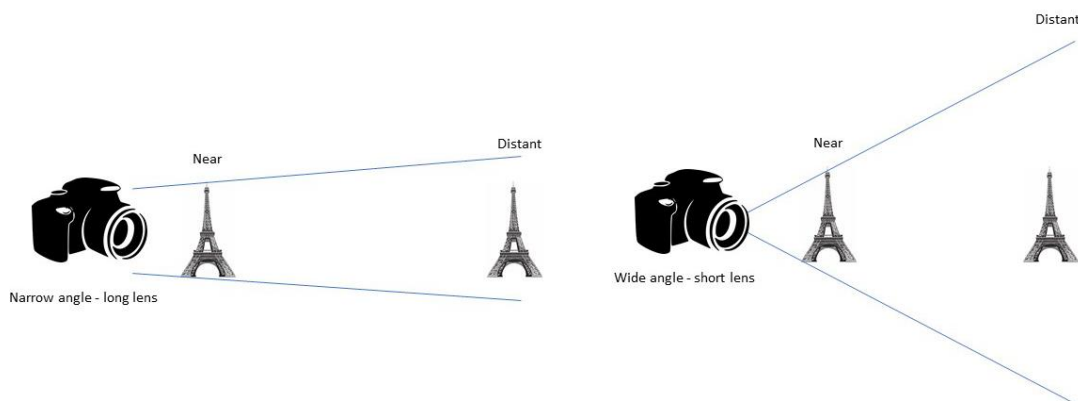 Near
Distant
Narrow angle - long lens
Distant
Near
Wide angle - short lens